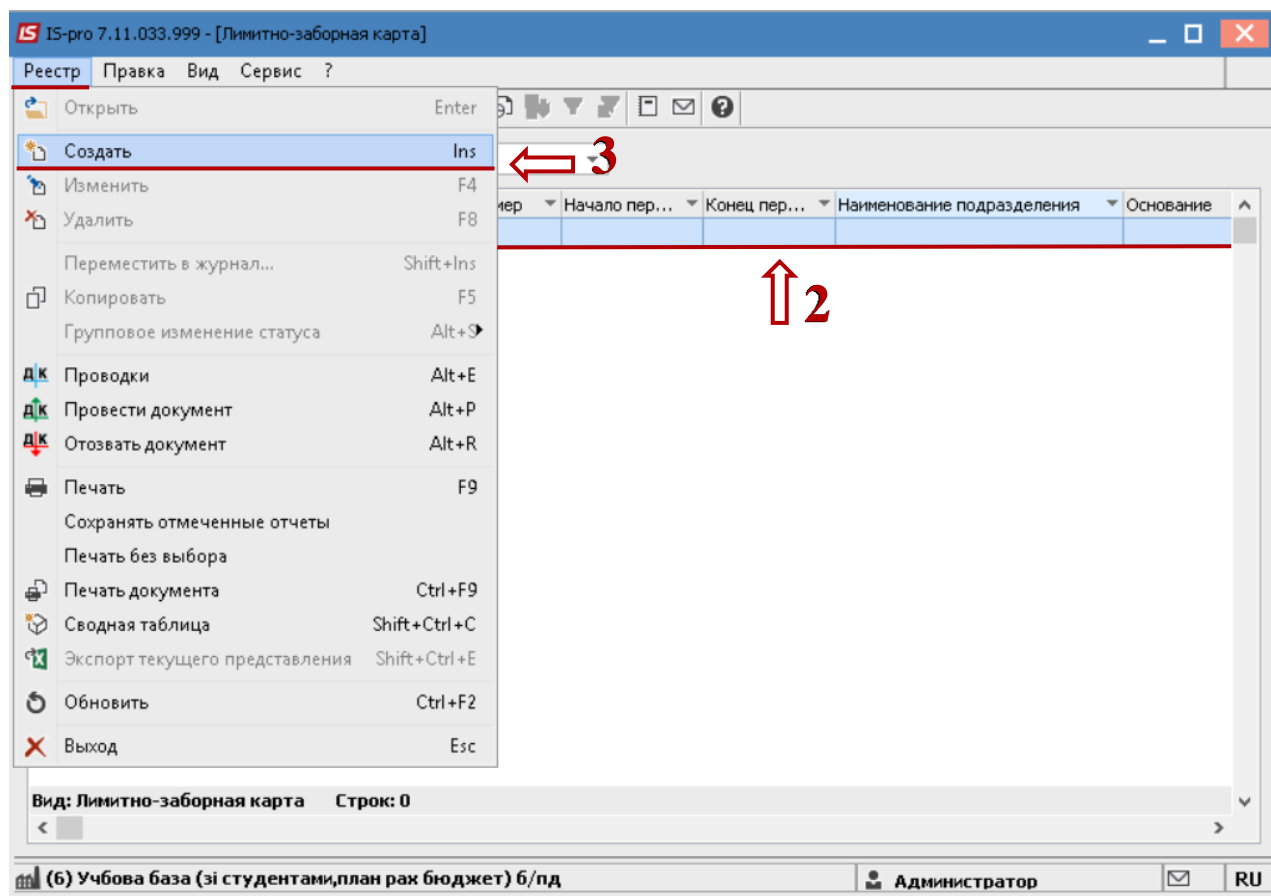 IS-pro 7.11.033.999 - [Лимитно-заборная карта]
Реестр Правка Вид Сервис ?
Открыть Enter
Создать Ins
3
Изменить F4
Удалить F8
Начало пер... Конец пер... Наименование подразделения Основание
Переместить в журнал... Shift+Ins
Копировать F5
2
Групповое изменение статуса Alt+S
Проводки Alt+E
Провести документ Alt+P
Отозвать документ Alt+R
Печать F9
Сохранять отмеченные отчеты
Печать без выбора
Печать документа Ctrl+F9
Сводная таблица Shift+Ctrl+C
Экспорт текущего представления Shift+Ctrl+E
Обновить Ctrl+F2
Выход Esc
Вид: Лимитно-заборная карта Строк: 0
(6) Учбова база (зі студентами,план рах бюджет) б/пд Администратор RU